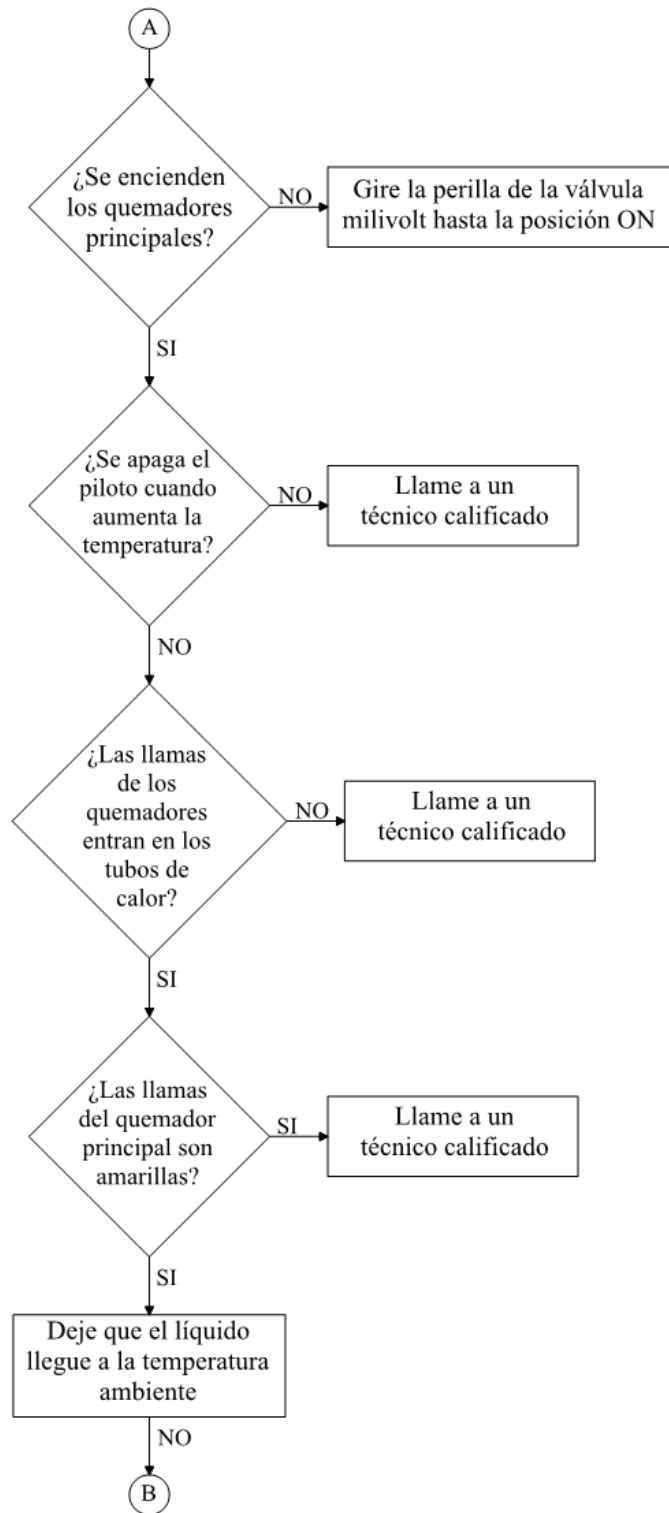 A
¿Se encienden
los quemadores
principales?
NO
Gire la perilla de la válvula
milivolt hasta la posición ON
SI
¿Se apaga el
piloto cuando
aumenta la
temperatura?
NO
Llame a un
técnico calificado
NO
¿Las llamas
de los
quemadores
entran en los
tubos de
calor?
NO
Llame a un
técnico calificado
SI
¿Las llamas
del quemador
principal son
amarillas?
SI
Llame a un
técnico calificado
SI
Deje que el líquido
llegue a la temperatura
ambiente
NO
B